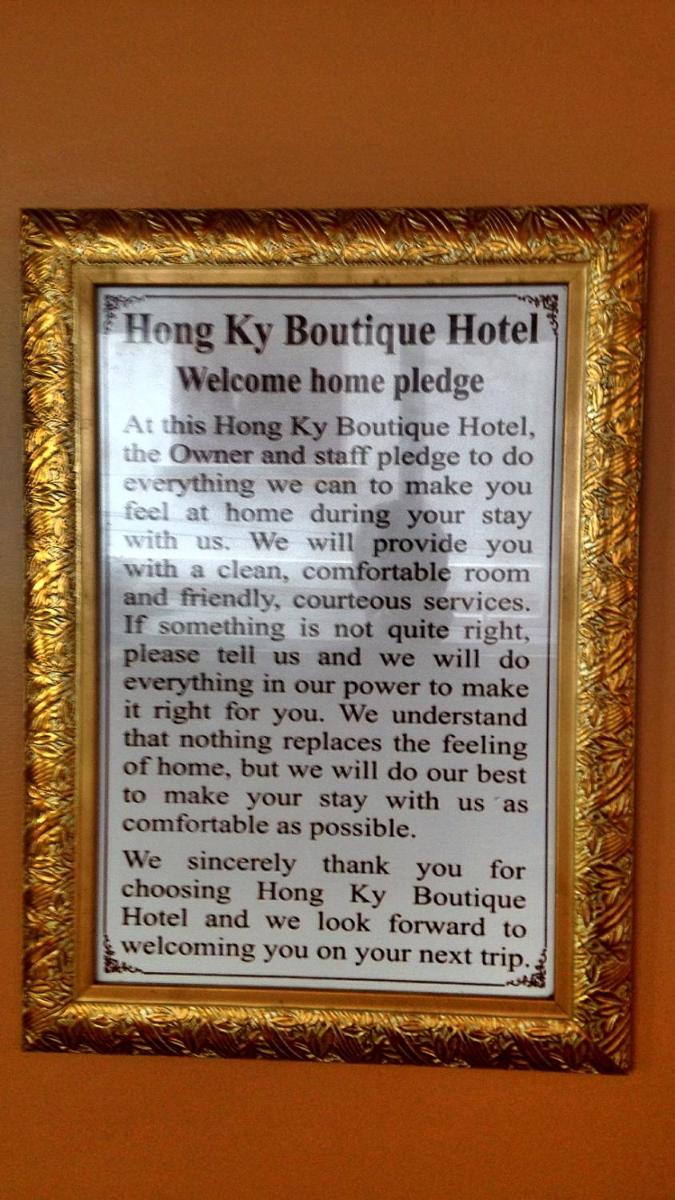 Hong Ky Boutique Hotel
Welcome home pledge
At this Hong Ky Boutique Hotel,
the Owner and staff pledge to do
everything we can to make you
feel at home during your stay
with us. We will provide you
with a clean, comfortable room
and friendly, courteous services.
If something is not quite right,
please tell us and we will do
everything in our power to make
it right for you. We understand
that nothing replaces the feeling
of home, but we will do our best
to make your stay with us as
comfortable as possible.
We sincerely thank you for
choosing Hong Ky Boutique
Hotel and we look forward to
welcoming you on your next trip.